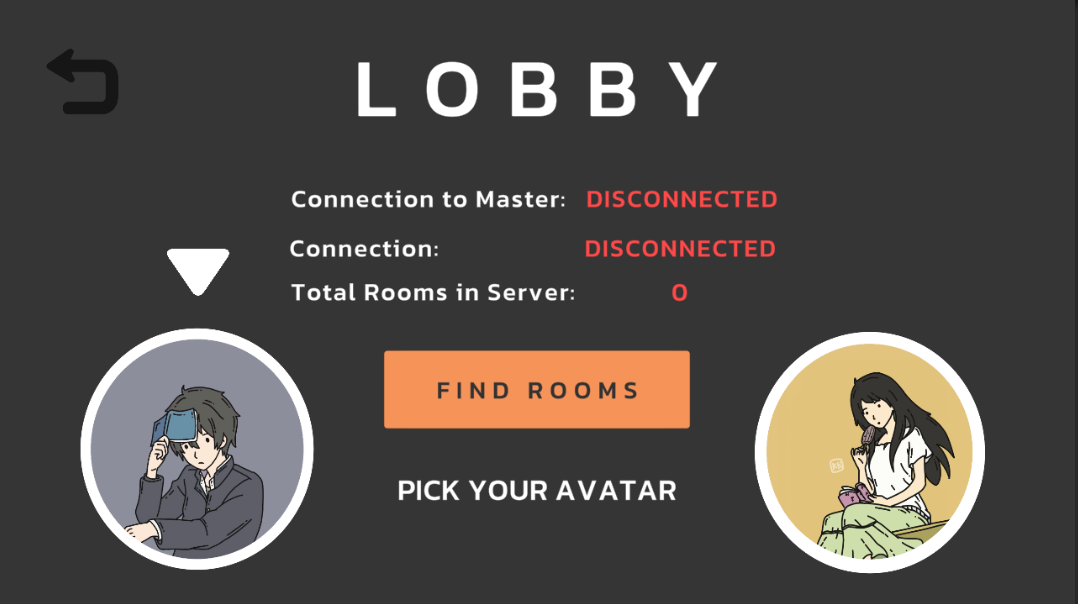 LOBBY
Connection to Master: DISCONNECTED
Connection: DISCONNECTED
Total Rooms in Server: 0
FIND ROOMS
PICK YOUR AVATAR